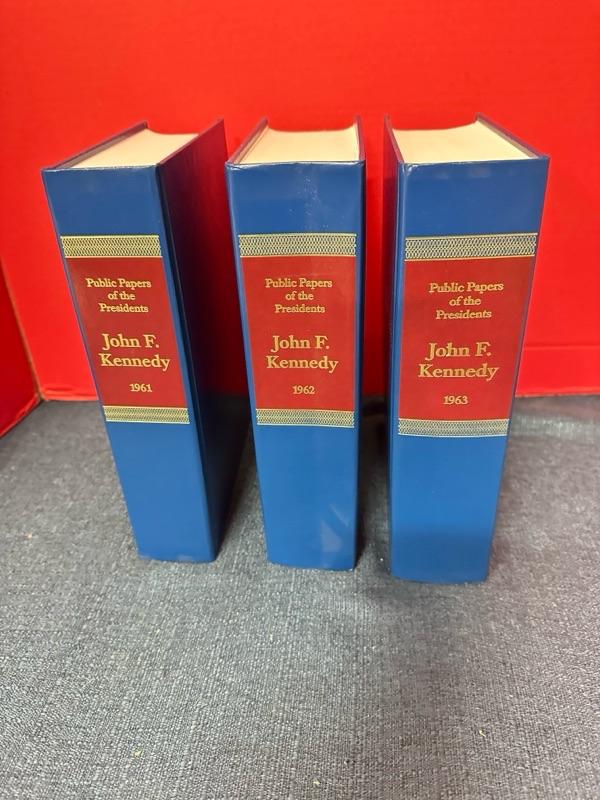 Public Papers
of the
Presidents
John F.
Kennedy
1961
Public Papers
of the
Presidents
John F.
Kennedy
1962
Public Papers
of the
Presidents
John F.
Kennedy
1963